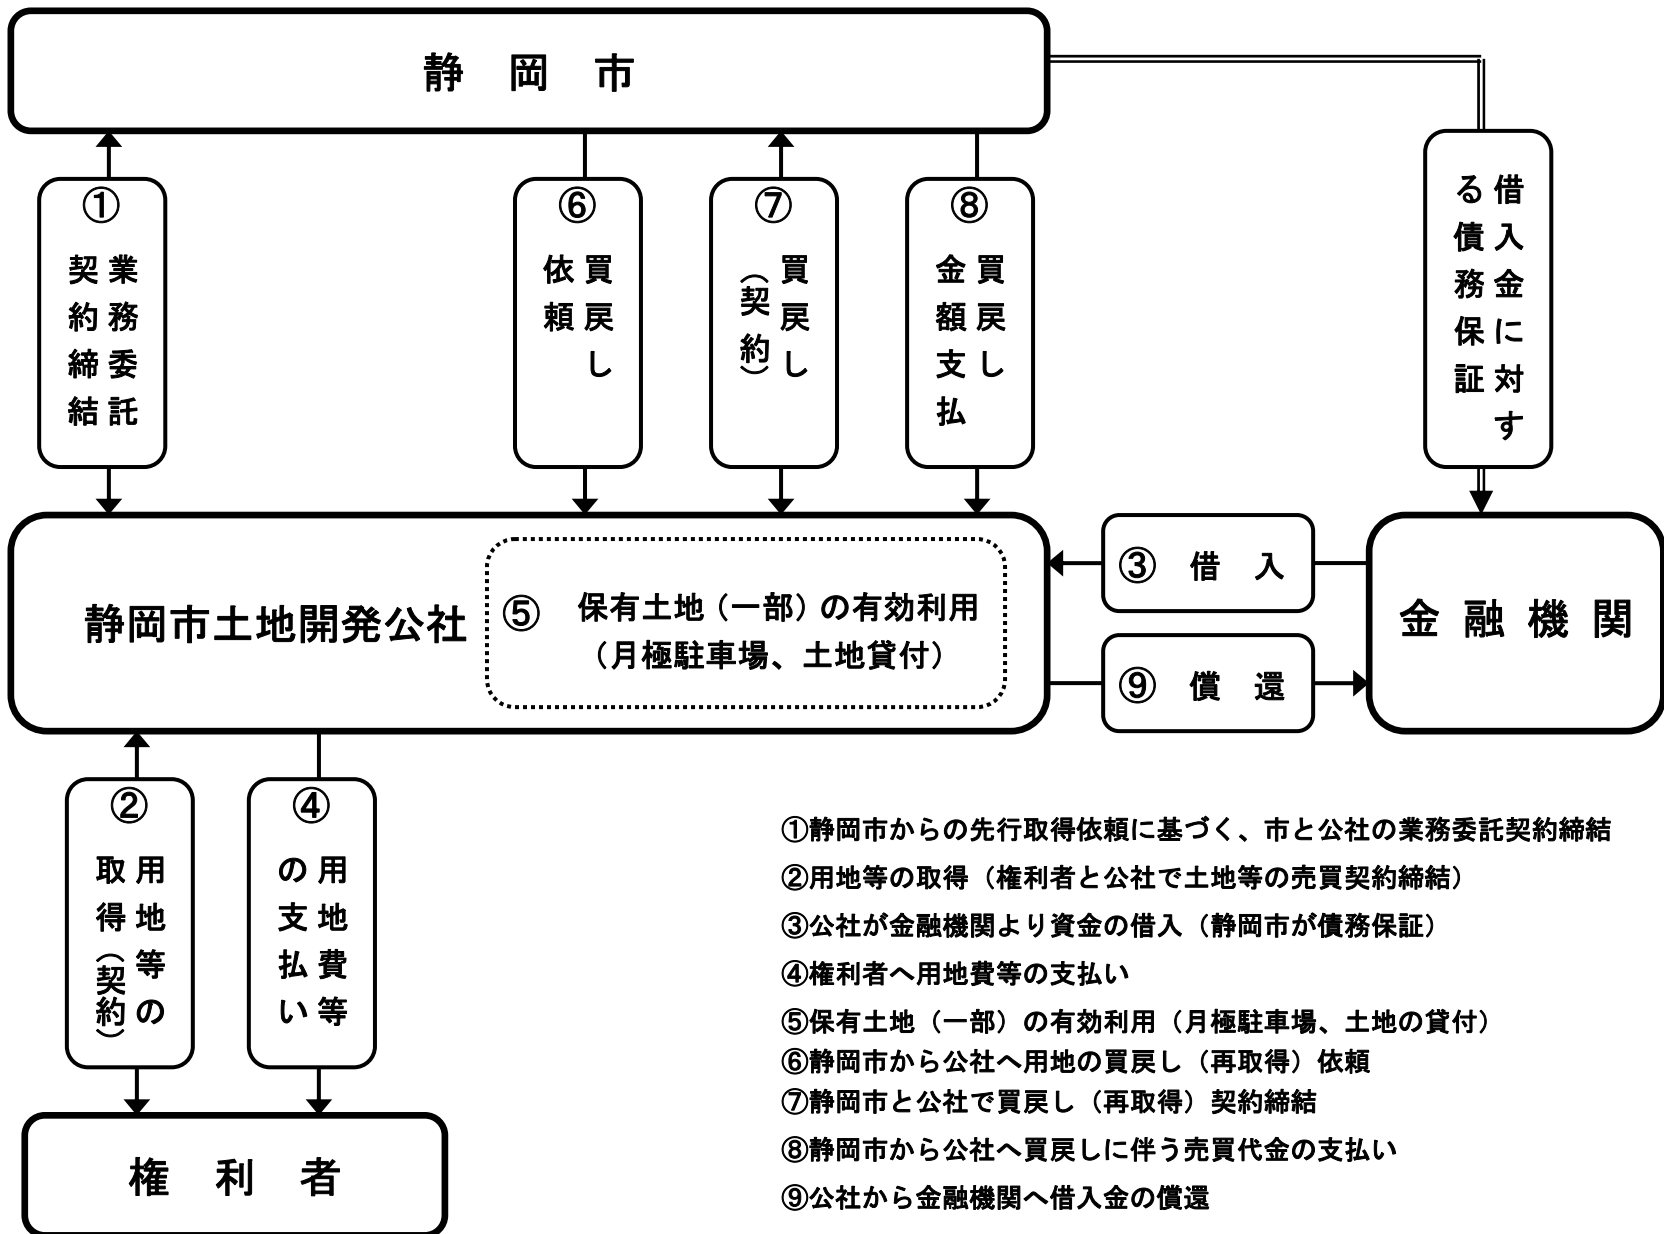 静岡市
①
業務委託
契約締結
⑥
買戻し
依頼
⑦
買戻し
（契約）
⑧
買戻し
金額支払
借入金に対す
る債務保証
静岡市土地開発公社
⑤ 保有土地（一部）の有効利用
（月極駐車場、土地貸付）
③ 借入
⑨ 償還
金融機関
②
用地等の
取得（契約）
④
用地費等
の支払い
権利者
①静岡市からの先行取得依頼に基づく、市と公社の業務委託契約締結
②用地等の取得（権利者と公社で土地等の売買契約締結）
③公社が金融機関より資金の借入（静岡市が債務保証）
④権利者へ用地費等の支払い
⑤保有土地（一部）の有効利用（月極駐車場、土地の貸付）
⑥静岡市から公社へ用地の買戻し（再取得）依頼
⑦静岡市と公社で買戻し（再取得）契約締結
⑧静岡市から公社へ買戻しに伴う売買代金の支払い
⑨公社から金融機関へ借入金の償還